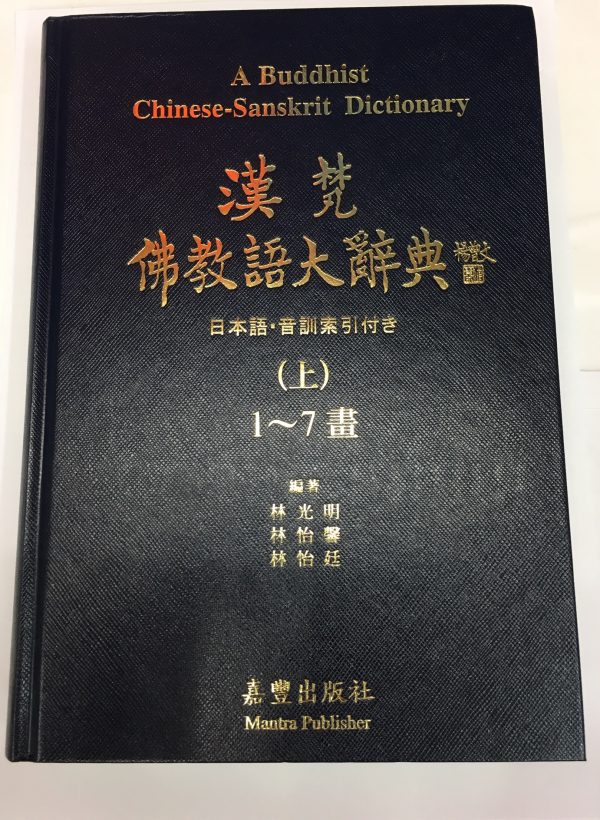 A Buddhist
Chinese-Sanskrit Dictionary
漢梵
佛教語大辭典
日本語・音訓索引付き
(上)
1～7畫
編著
林光明
林怡馨
林怡廷
嘉豐出版社
Mantra Publisher